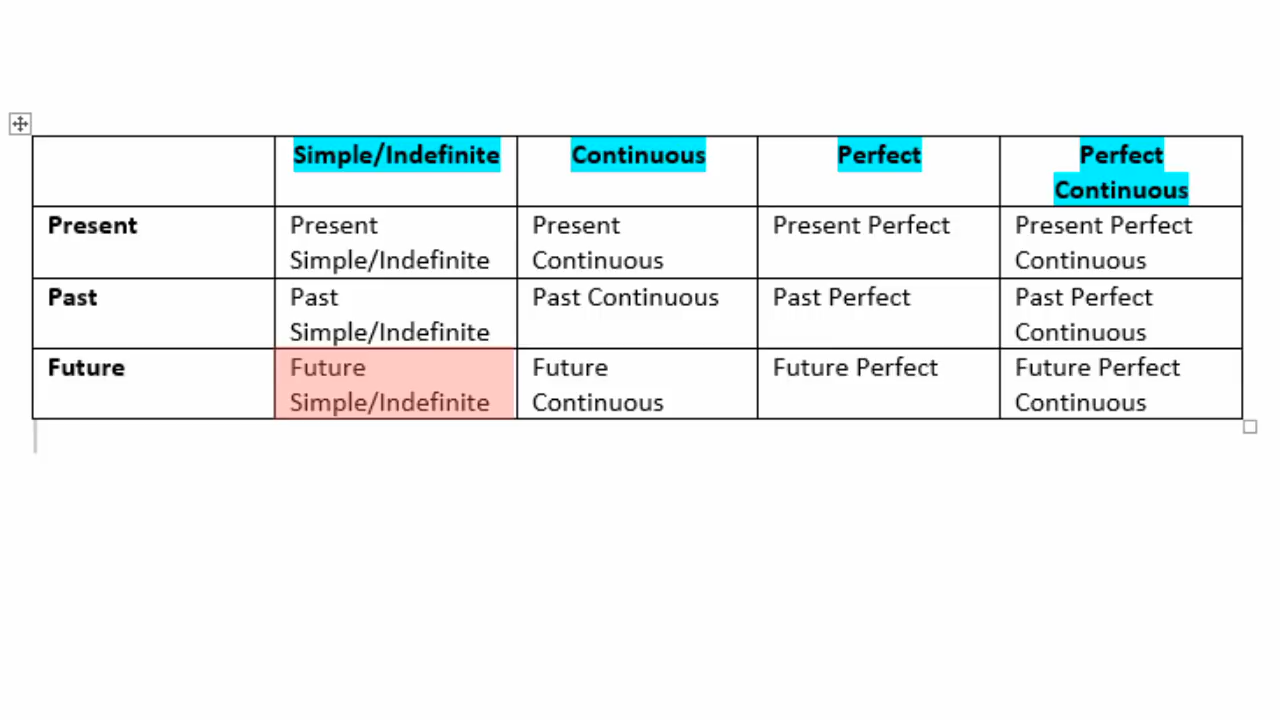 Simple/Indefinite Continuous Perfect Perfect
Continuous
Present Present Present Present Perfect Present Perfect
Simple/Indefinite Continuous Continuous
Past Past Past Continuous Past Perfect Past Perfect
Simple/Indefinite Continuous
Future Future Future Future Perfect Future Perfect
Simple/Indefinite Continuous Continuous